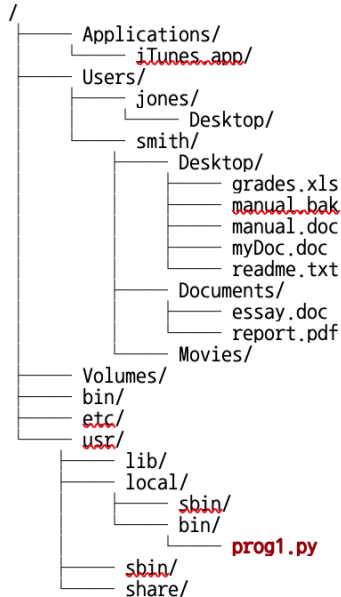 /
Applications/
iTunes.app/
Users/
jones/
Desktop/
smith/
Desktop/
grades.xls
manual.bak
manual.doc
myDoc.doc
readme.txt
Documents/
essay.doc
report.pdf
Movies/
Volumes/
bin/
etc/
usr/
lib/
local/
sbin/
bin/
prog1.py
sbin/
share/